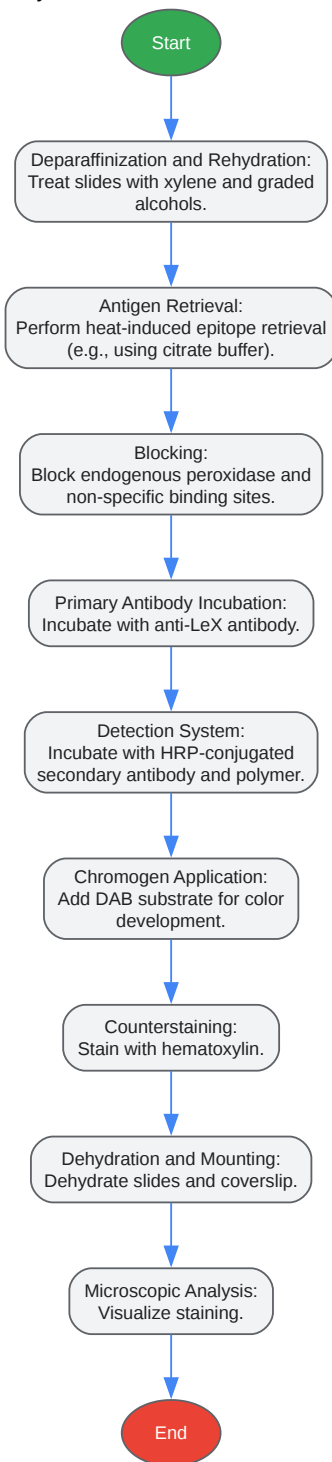 Start
Deparaffinization and Rehydration:
Treat slides with xylene and graded
alcohols.
Antigen Retrieval:
Perform heat-induced epitope retrieval
(e.g., using citrate buffer).
Blocking:
Block endogenous peroxidase and
non-specific binding sites.
Primary Antibody Incubation:
Incubate with anti-LeX antibody.
Detection System:
Incubate with HRP-conjugated
secondary antibody and polymer.
Chromogen Application:
Add DAB substrate for color
development.
Counterstaining:
Stain with hematoxylin.
Dehydration and Mounting:
Dehydrate slides and coverslip.
Microscopic Analysis:
Visualize staining.
End